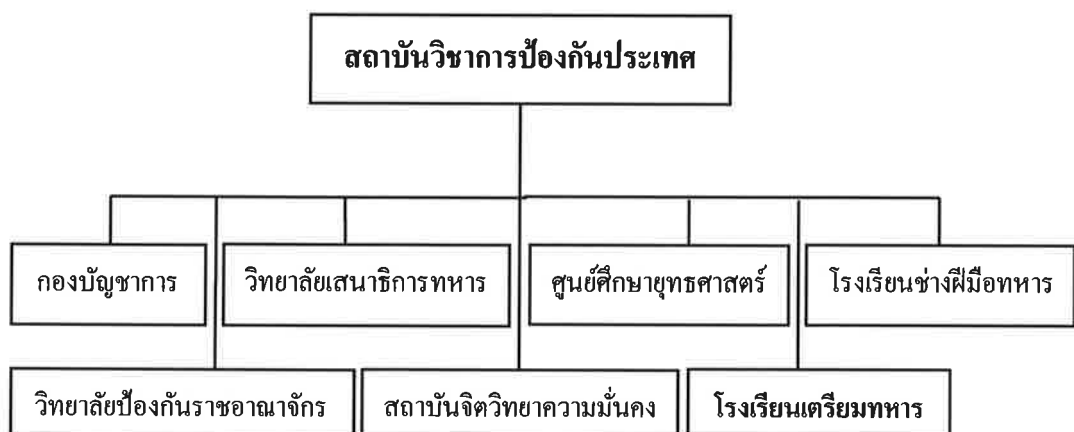 สถาบันวิชาการป้องกันประเทศ
กองบัญชาการ
วิทยาลัยเสนาธิการทหาร
ศูนย์ศึกษายุทธศาสตร์
โรงเรียนช่างฝีมือทหาร
วิทยาลัยป้องกันราชอาณาจักร
สถาบันจิตวิทยาความมั่นคง
โรงเรียนเตรียมทหาร